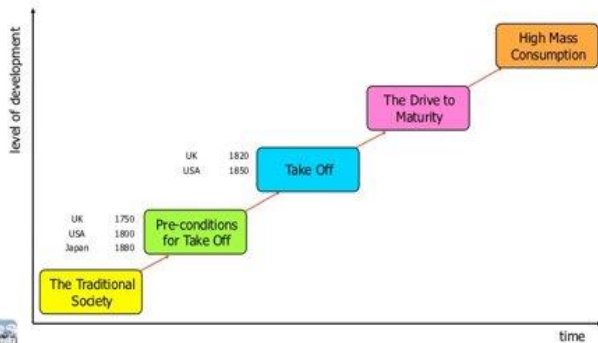 level of development
High Mass
Consumption
The Drive to
Maturity
UK 1820
USA 1850
Take Off
UK 1750
USA 1800
Japan 1880
Pre-conditions
for Take Off
The Traditional
Society
time